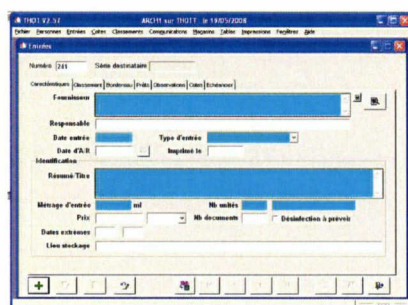 THOT V2.57 ARCH1 sur THOTT le 19/05/2008
Fichier Personnes Entrées Cotes Classements Communications Magasins Tables Impressions Fenêtres Aide
Entrées
Numéro 241 Série destinataire
Caractéristiques Classement Bordereau Prêts Observations Cotes Echéancier
Fournisseur
Responsable
Date entrée Type d'entrée
Date d'A/R Imprimé le
Identification
Résumé/Titre
Métrage d'entrée ml Nb unités
Prix Nb documents Désinfection à prévoir
Dates extrêmes
Lieu stockage